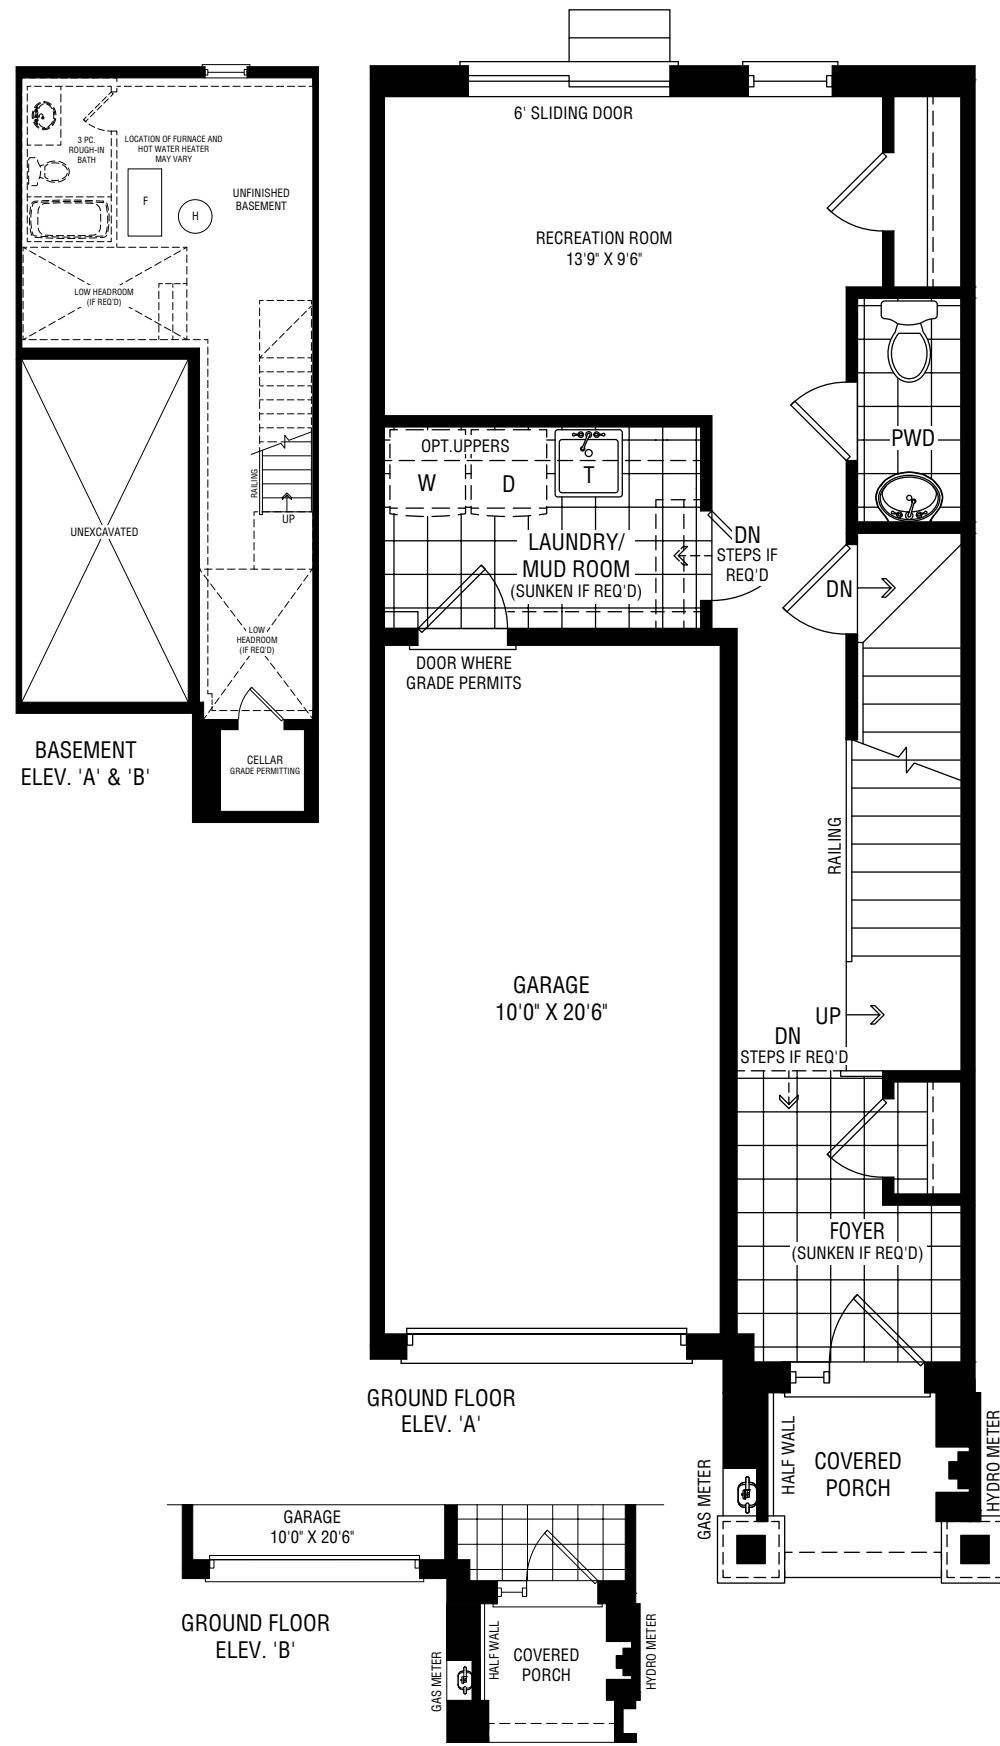 3 PC.
ROUGH-IN
BATH
LOCATION OF FURNACE AND
HOT WATER HEATER
MAY VARY
F
H
UNFINISHED
BASEMENT
LOW HEADROOM
(IF REQ'D)
RAILING
UP
UNEXCAVATED
LOW
HEADROOM
(IF REQ'D)
CELLAR
GRADE PERMITTING
BASEMENT
ELEV. 'A' & 'B'
6' SLIDING DOOR
RECREATION ROOM
13'9" X 9'6"
PWD
OPT.UPPERS
W
D
T
LAUNDRY/
MUD ROOM
(SUNKEN IF REQ'D)
DN
STEPS IF
REQ'D
DN
DOOR WHERE
GRADE PERMITS
RAILING
GARAGE
10'0" X 20'6"
UP
DN
STEPS IF REQ'D
FOYER
(SUNKEN IF REQ'D)
GROUND FLOOR
ELEV. 'A'
GAS METER
HALF WALL
COVERED
PORCH
HYDRO METER
GARAGE
10'0" X 20'6"
GROUND FLOOR
ELEV. 'B'
GAS METER
HALF WALL
COVERED
PORCH
HYDRO METER